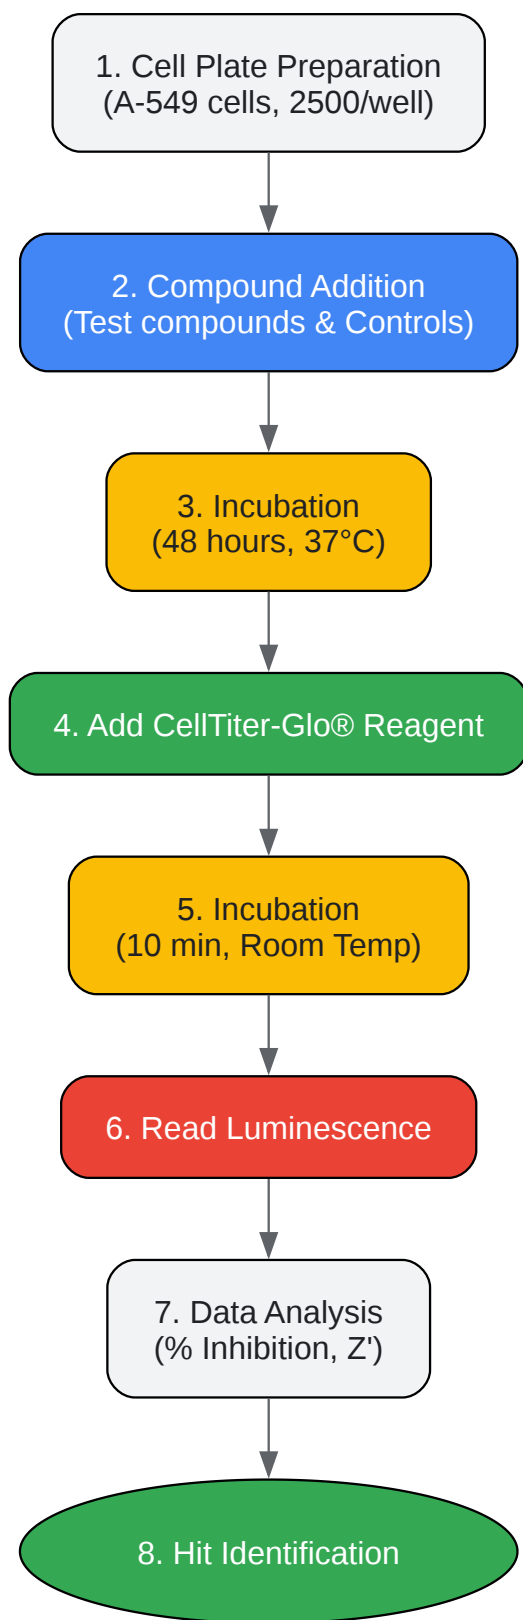 1. Cell Plate Preparation
(A-549 cells, 2500/well)
2. Compound Addition
(Test compounds & Controls)
3. Incubation
(48 hours, 37°C)
4. Add CellTiter-Glo® Reagent
5. Incubation
(10 min, Room Temp)
6. Read Luminescence
7. Data Analysis
(% Inhibition, Z')
8. Hit Identification